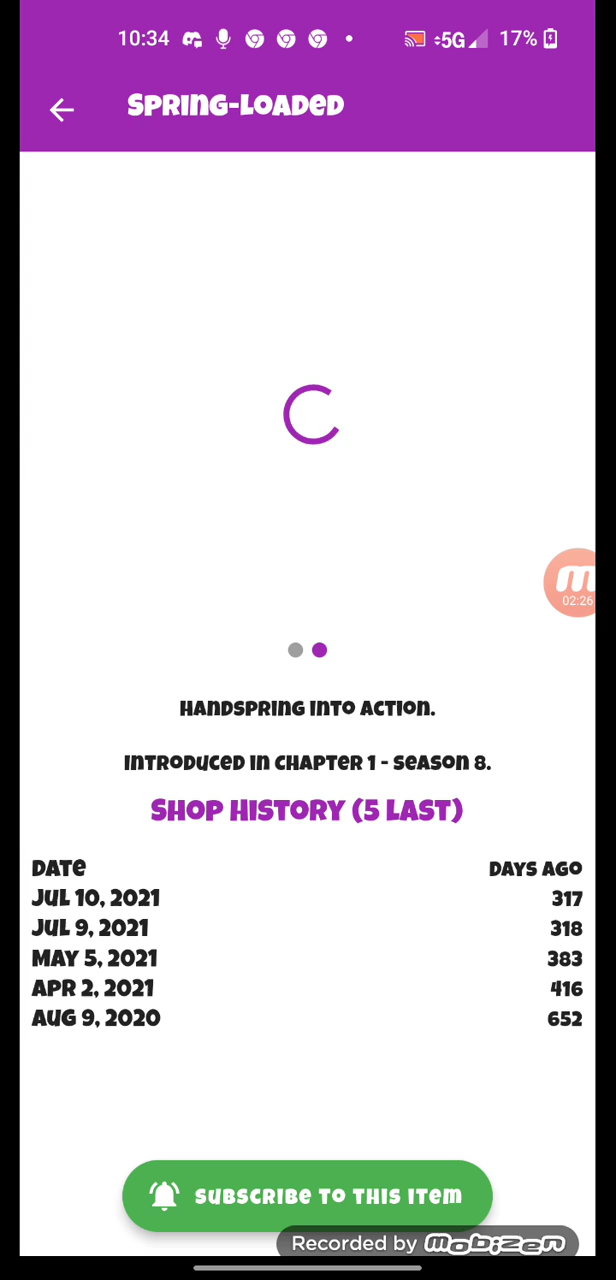 10:34 5G 17%
SPRING-LOADED
02:26
HANDSPRING INTO ACTION.
INTRODUCED IN CHAPTER 1 - SEASON 8.
SHOP HISTORY (5 LAST)
DATE DAYS AGO
JUL 10, 2021 317
JUL 9, 2021 318
MAY 5, 2021 383
APR 2, 2021 416
AUG 9, 2020 652
SUBSCRIBE TO THIS ITEM
Recorded by mobizen